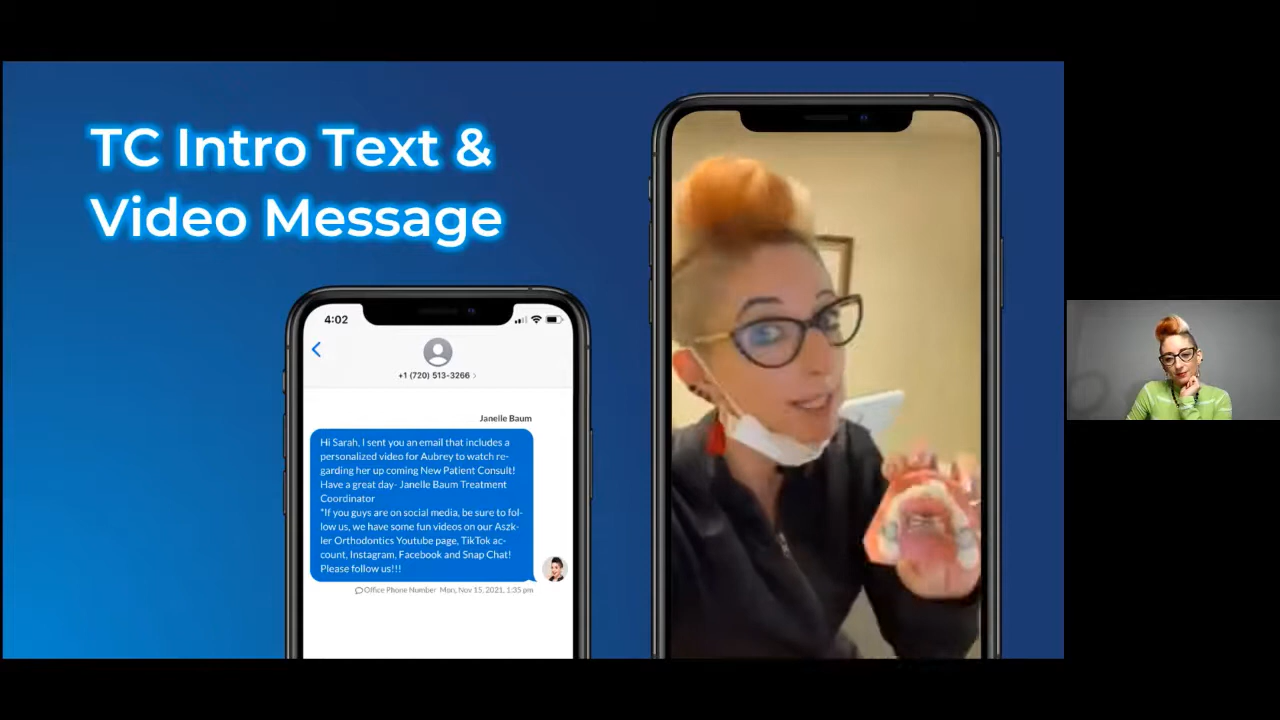 TC Intro Text &
Video Message
4:02
+1 (720) 513-3266 >
Janelle Baum
Hi Sarah, I sent you an email that includes a
personalized video for Aubrey to watch re-
garding her up coming New Patient Consult!
Have a great day- Janelle Baum Treatment
Coordinator
*If you guys are on social media, be sure to fol-
low us, we have some fun videos on our Aszk-
ler Orthodontics Youtube page, TikTok ac-
count, Instagram, Facebook and Snap Chat!
Please follow us!!!
Office Phone Number Mon, Nov 15, 2021, 1:35 pm